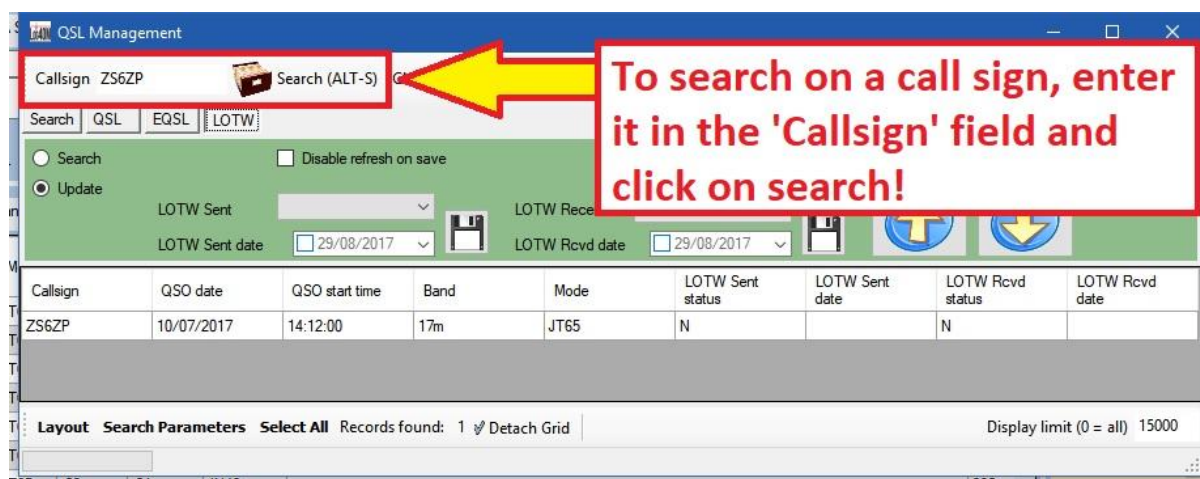 QSL Management
Callsign ZS6ZP Search (ALT-S)
To search on a call sign, enter
it in the 'Callsign' field and
click on search!
Search QSL EQSL LOTW
Search Disable refresh on save
Update
LOTW Sent LOTW Rece
LOTW Sent date 29/08/2017 LOTW Rcvd date 29/08/2017
Callsign QSO date QSO start time Band Mode LOTW Sent status LOTW Sent date LOTW Rcvd status LOTW Rcvd date
ZS6ZP 10/07/2017 14:12:00 17m JT65 N N
Layout Search Parameters Select All Records found: 1 Detach Grid Display limit (0 = all) 15000